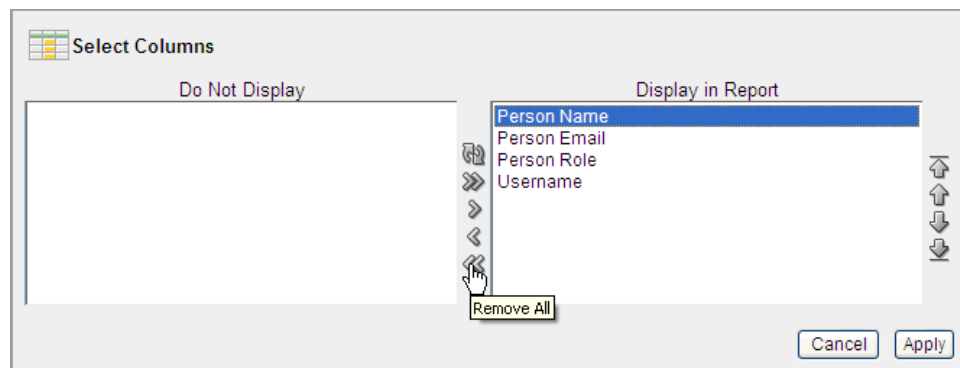 Select Columns
Do Not Display
Display in Report
Person Name
Person Email
Person Role
Username
Remove All
Cancel
Apply